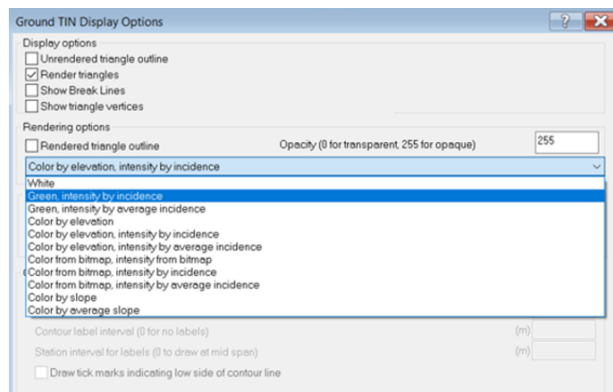 Ground TIN Display Options
?
Display options
Unrendered triangle outline
Render triangles
Show Break Lines
Show triangle vertices
Rendering options
Rendered triangle outline Opacity (0 for transparent, 255 for opaque) 255
Color by elevation, intensity by incidence
White
Green, intensity by incidence
Green, intensity by average incidence
Color by elevation
Color by elevation, intensity by incidence
Color by elevation, intensity by average incidence
Color from bitmap, intensity from bitmap
Color from bitmap, intensity by incidence
Color from bitmap, intensity by average incidence
Color by slope
Color by average slope
Contour label interval (0 for no labels) (m)
Station interval for labels (0 to draw at mid span) (m)
Draw tick marks indicating low side of contour line